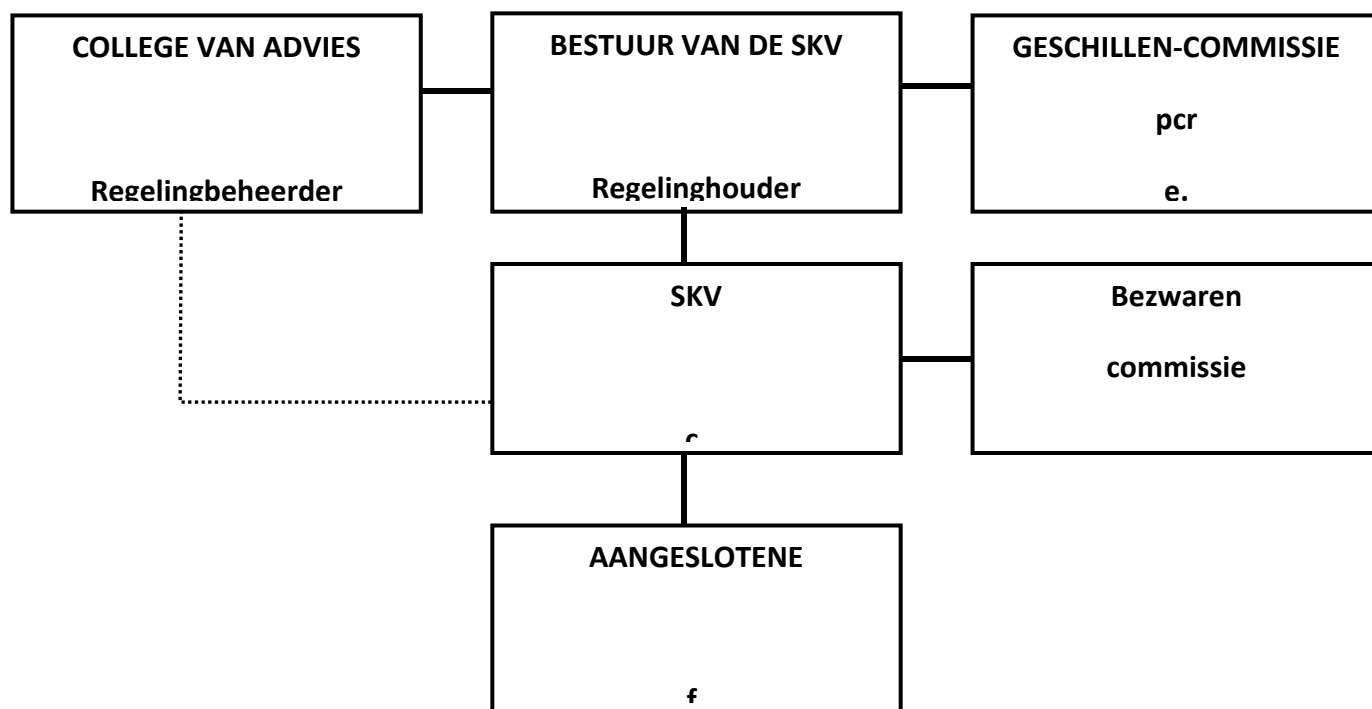 COLLEGE VAN ADVIES
Regelingbeheerder
BESTUUR VAN DE SKV
Regelinghouder
GESCHILLEN-COMMISSIE
pcr
e.
SKV
c
Bezwaren
commissie
AANGESLOTENE
f